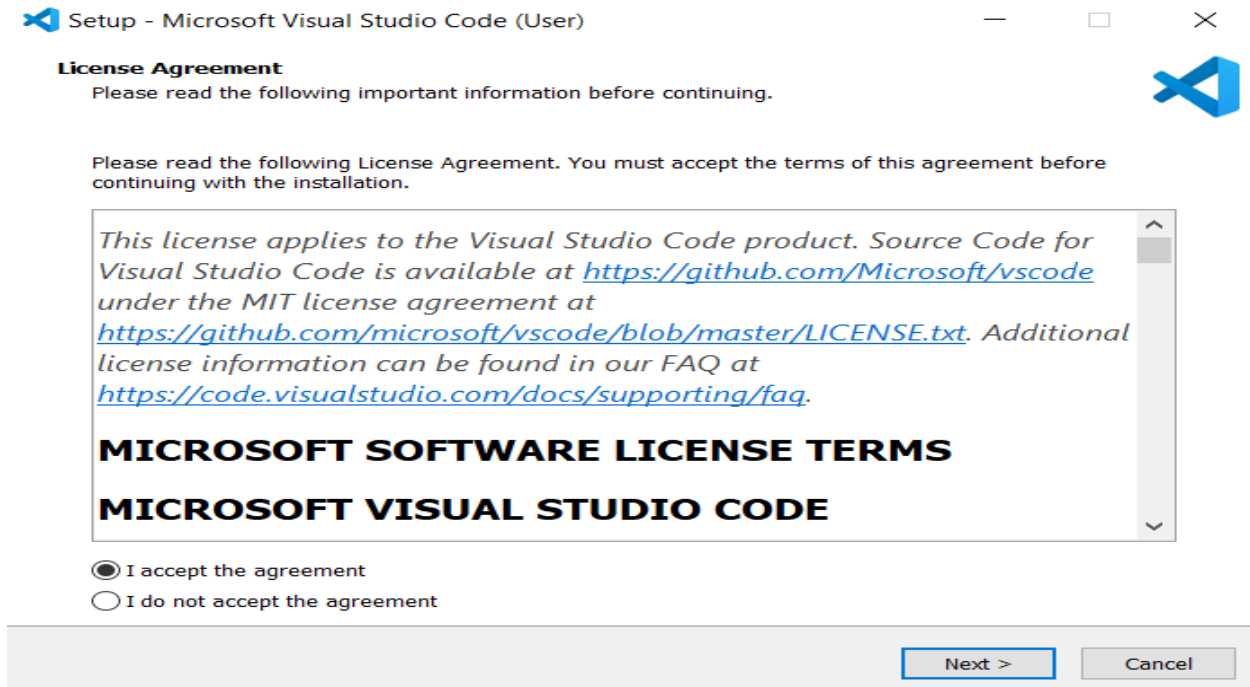 Setup - Microsoft Visual Studio Code (User)
License Agreement
Please read the following important information before continuing.
Please read the following License Agreement. You must accept the terms of this agreement before
continuing with the installation.
This license applies to the Visual Studio Code product. Source Code for
Visual Studio Code is available at https://github.com/Microsoft/vscode
under the MIT license agreement at
https://github.com/microsoft/vscode/blob/master/LICENSE.txt. Additional
license information can be found in our FAQ at
https://code.visualstudio.com/docs/supporting/faq.
MICROSOFT SOFTWARE LICENSE TERMS
MICROSOFT VISUAL STUDIO CODE
I accept the agreement
I do not accept the agreement
Next >
Cancel